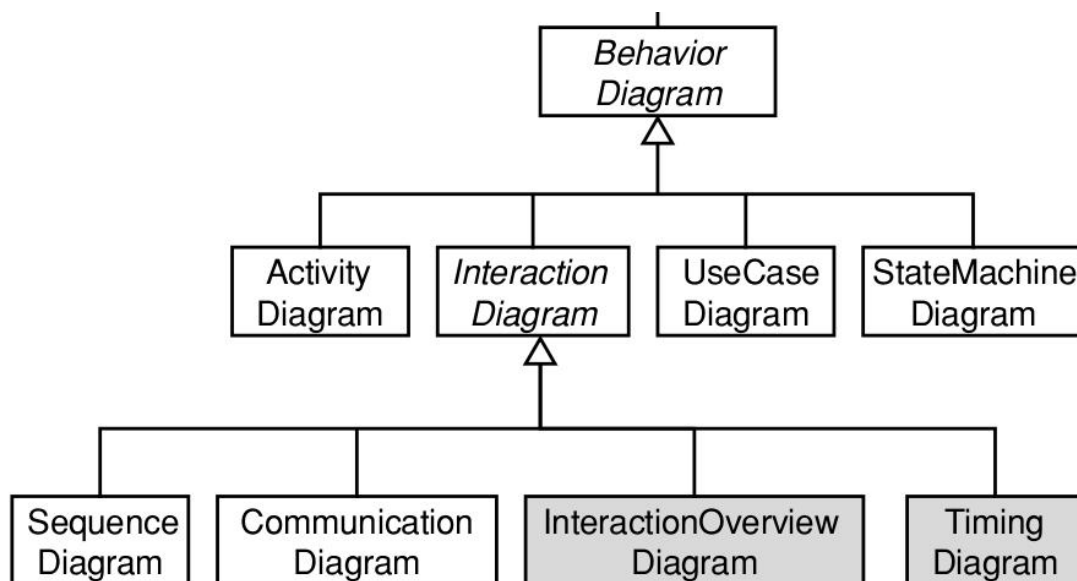 Behavior
Diagram
Activity
Diagram
Interaction
Diagram
UseCase
Diagram
StateMachine
Diagram
Sequence
Diagram
Communication
Diagram
InteractionOverview
Diagram
Timing
Diagram